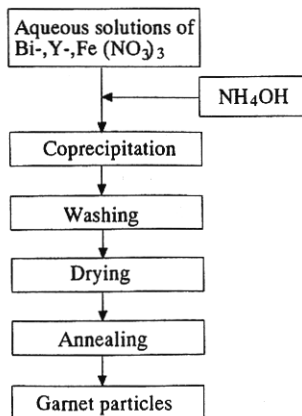 Aqueous solutions of
Bi-,Y-,Fe (NO3)3
NH4OH
Coprecipitation
Washing
Drying
Annealing
Garnet particles